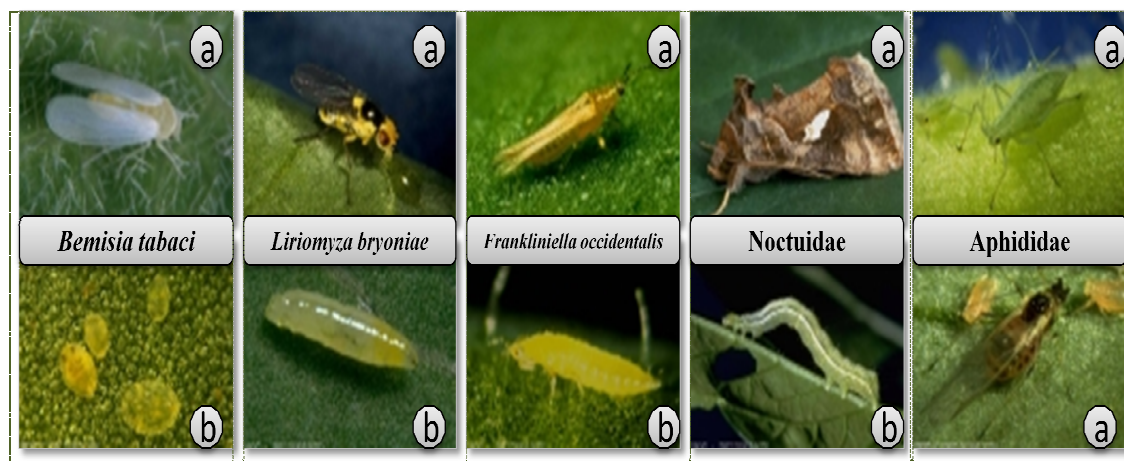 a a a a a
Bemisia tabaci Liriomyza bryoniae Frankliniella occidentalis Noctuidae Aphididae
b b b b a